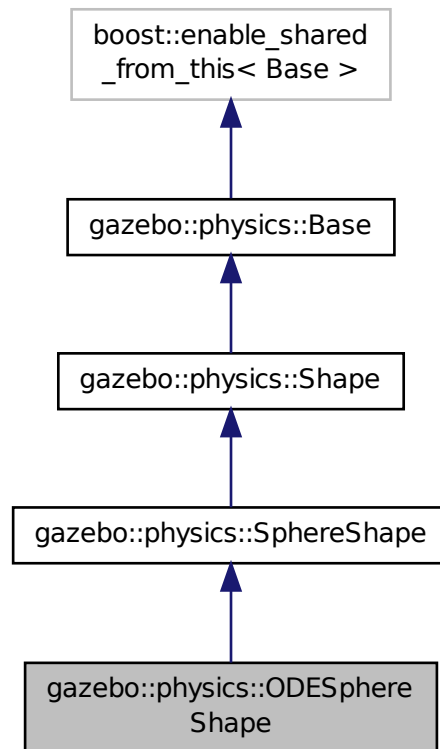 boost::enable_shared
_from_this< Base >
gazebo::physics::Base
gazebo::physics::Shape
gazebo::physics::SphereShape
gazebo::physics::ODESphere
Shape